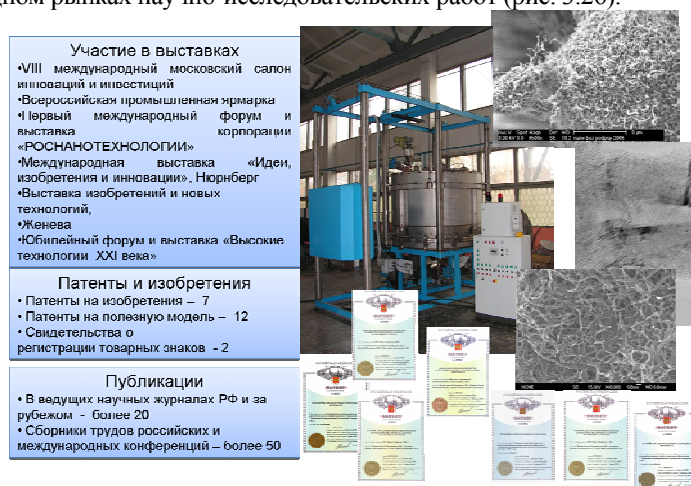 дном рынках научно-исследовательских работ (рис. 3.20).
Участие в выставках
•VIII международный московский салон
инноваций и инвестиций
•Всероссийская промышленная ярмарка
•Первый международный форум и
выставка корпорации
«РОСНАНОТЕХНОЛОГИИ»
•Международная выставка «Идеи,
изобретения и инновации», Нюрнберг
•Выставка изобретений и новых
технологий,
•Женева
•Юбилейный форум и выставка «Высокие
технологии XXI века»
Патенты и изобретения
• Патенты на изобретения – 7
• Патенты на полезную модель – 12
• Свидетельства о
регистрации товарных знаков - 2
Публикации
• В ведущих научных журналах РФ и за
рубежом - более 20
• Сборники трудов российских и
международных конференций – более 50